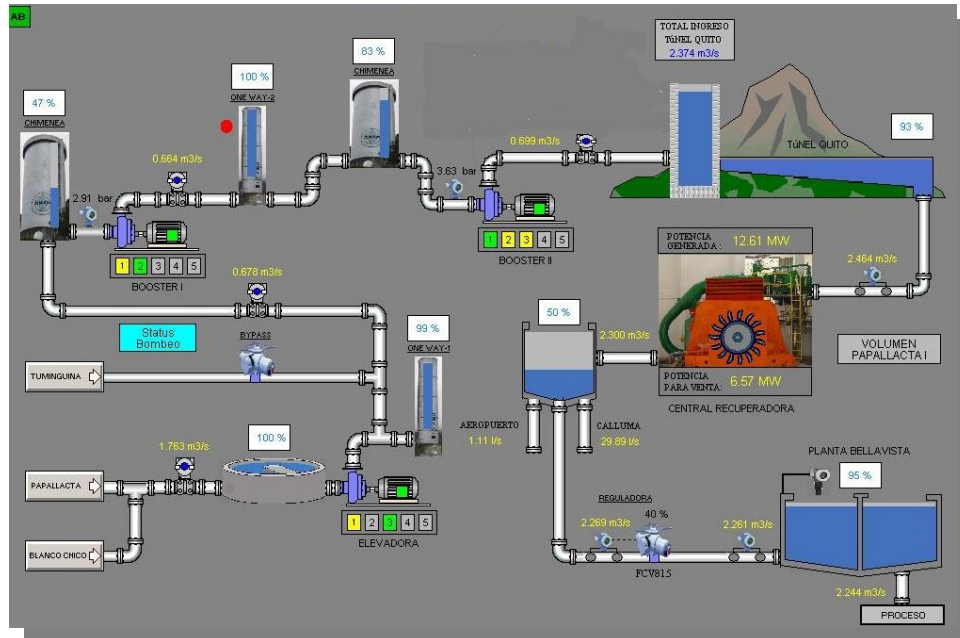 AB
TOTAL INGRESO
TúNEL QUITO
2.374 m3/s
83 %
CHIMENEA
100 %
ONE WAY-2
47 %
CHIMENEA
93 %
TúNEL QUITO
0.664 m3/s
0.699 m3/s
2.91 bar
3.63 bar
1 2 3 4 5
BOOSTER I
1 2 3 4 5
BOOSTER II
POTENCIA
GENERADA :
12.61 MW
2.464 m3/s
0.678 m3/s
Status
Bombeo
BYPASS
99 %
ONE WAY-1
50 %
2.300 m3/s
VOLUMEN
PAPALLACTA I
TUMINGUINA
POTENCIA
PARA VENTA:
6.57 MW
CENTRAL RECUPERADORA
AEROPUERTO
1.11 l/s
CALLUMA
29.89 l/s
1.763 m3/s
100 %
PLANTA BELLAVISTA
95 %
PAPALLACTA
1 2 3 4 5
ELEVADORA
REGULADORA
40 %
2.269 m3/s
2.261 m3/s
FCV815
BLANCO CHICO
2.244 m3/s
PROCESO